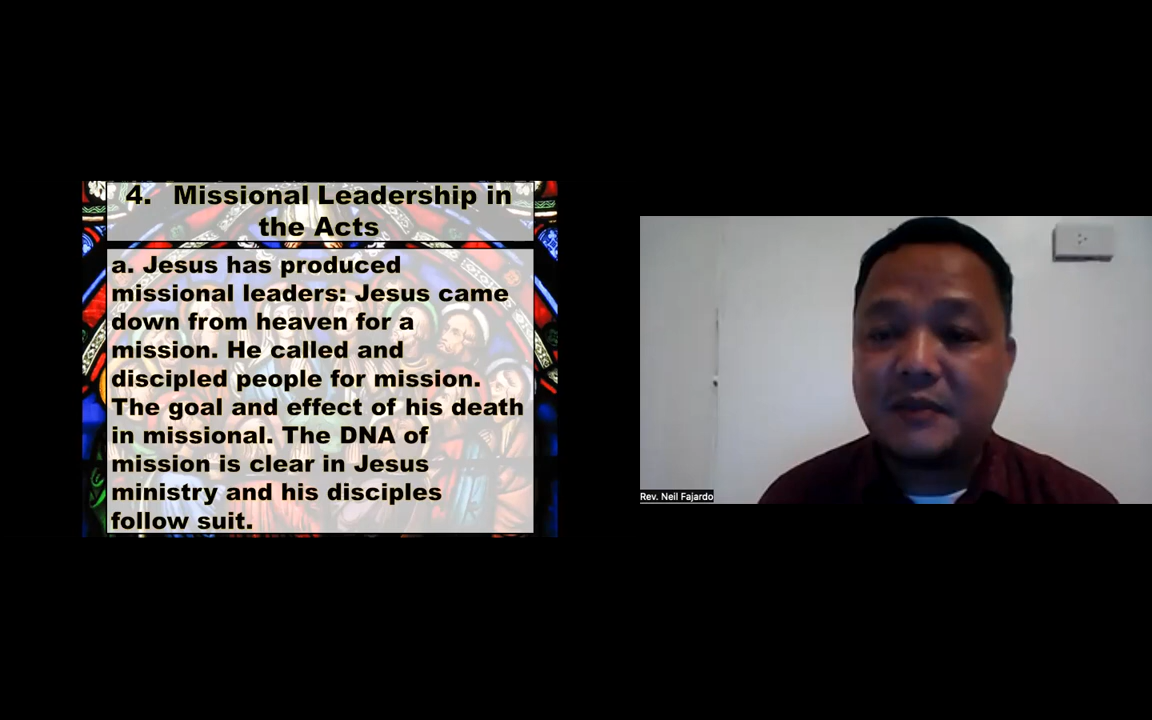 4. Missional Leadership in
the Acts
a. Jesus has produced
missional leaders: Jesus came
down from heaven for a
mission. He called and
discipled people for mission.
The goal and effect of his death
in missional. The DNA of
mission is clear in Jesus
ministry and his disciples
follow suit.
Rev. Neil Fajardo